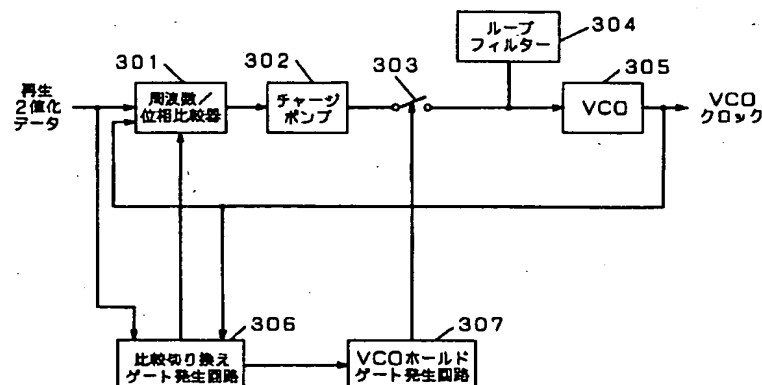 301
302
303
ループ
フィルター
304
305
再生
2値化
データ
周波数／
位相比較器
チャージ
ポンプ
VCO
VCO
クロック
306
307
比較切り換え
ゲート発生回路
VCOホールド
ゲート発生回路